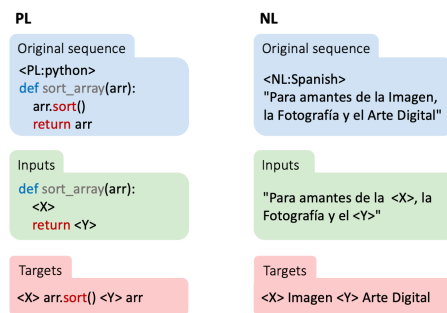 PL
Original sequence
<PL:python>
def sort_array(arr):
arr.sort()
return arr
Inputs
def sort_array(arr):
<X>
return <Y>
Targets
<X> arr.sort() <Y> arr
NL
Original sequence
<NL:Spanish>
"Para amantes de la Imagen,
la Fotografía y el Arte Digital"
Inputs
"Para amantes de la <X>, la
Fotografía y el <Y>"
Targets
<X> Imagen <Y> Arte Digital